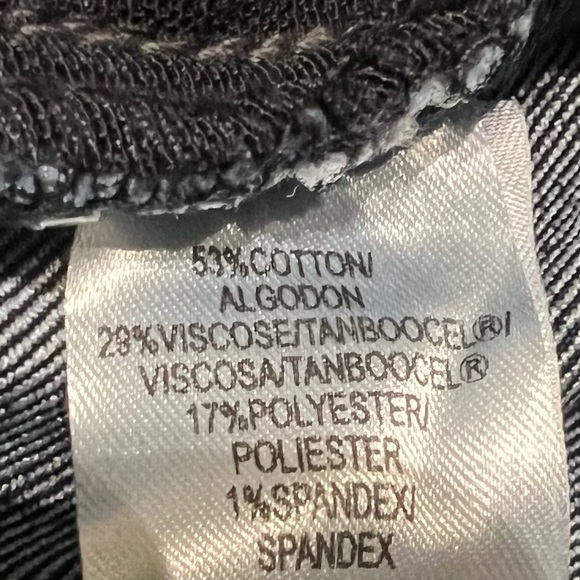 53%COTTON/
ALGODON
29%VISCOSE/TANBOOCEL®/
VISCOSA/TANBOOCEL®
17%POLYESTER/
POLIESTER
1%SPANDEX/
SPANDEX